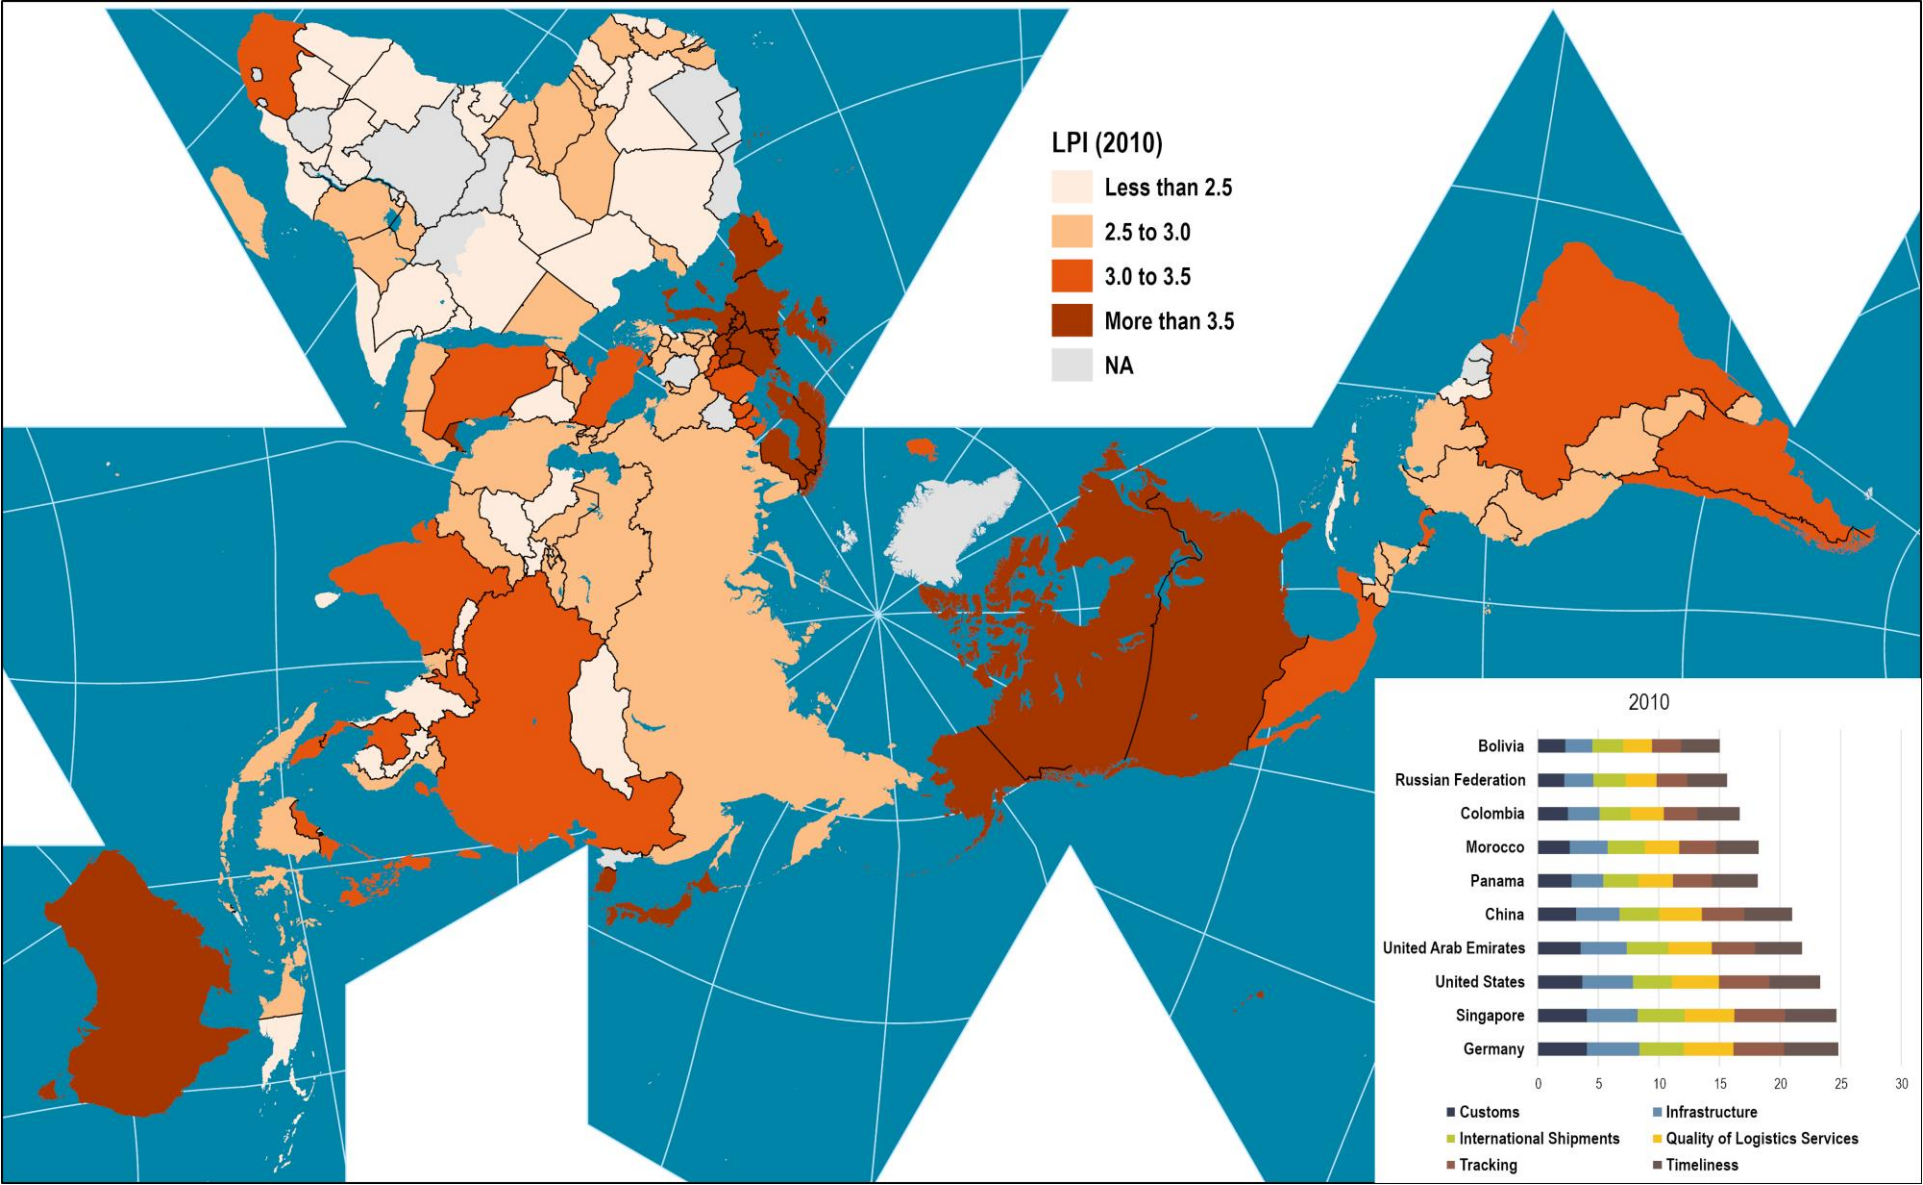 LPI (2010)
Less than 2.5
2.5 to 3.0
3.0 to 3.5
More than 3.5
NA
2010
Bolivia
Russian Federation
Colombia
Morocco
Panama
China
United Arab Emirates
United States
Singapore
Germany
0 5 10 15 20 25 30
Customs Infrastructure
International Shipments Quality of Logistics Services
Tracking Timeliness